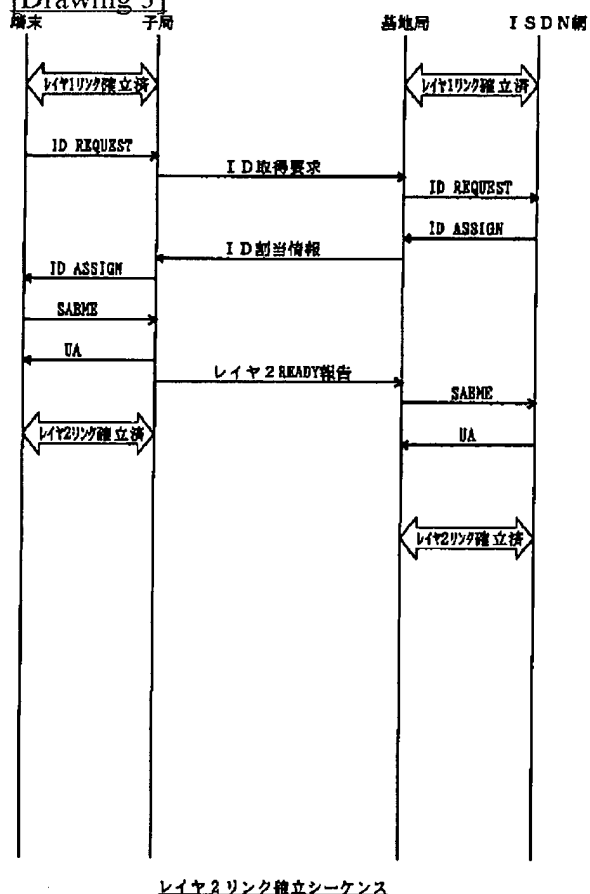 [Drawing 5]
端末 子局 基地局 ISDN網
レイヤ1リンク確立済 レイヤ1リンク確立済
ID REQUEST
ID取得要求
ID REQUEST
ID ASSIGN
ID割当情報
ID ASSIGN
SABME
UA
レイヤ2READY報告
SABME
レイヤ2リンク確立済
UA
レイヤ2リンク確立済
レイヤ2リンク確立シーケンス